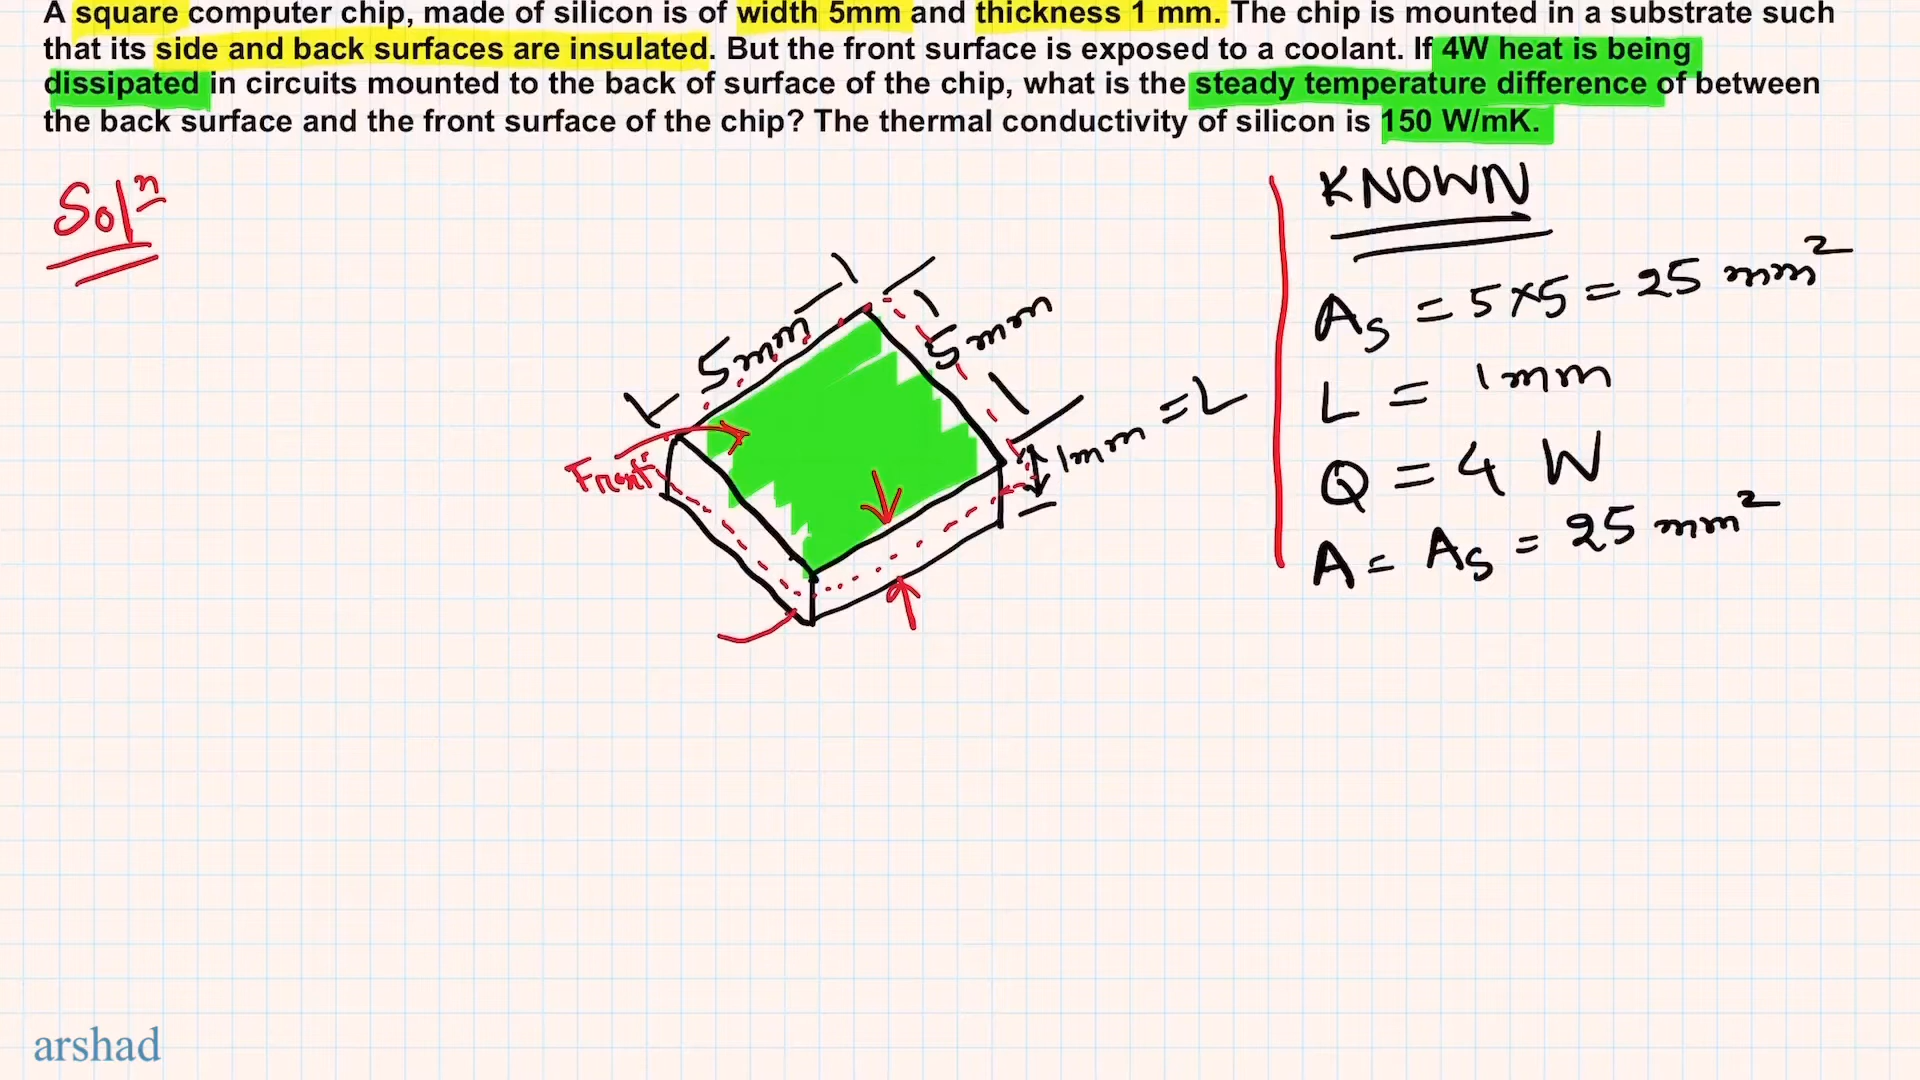 A square computer chip, made of silicon is of width 5mm and thickness 1 mm. The chip is mounted in a substrate such
that its side and back surfaces are insulated. But the front surface is exposed to a coolant. If 4W heat is being
dissipated in circuits mounted to the back of surface of the chip, what is the steady temperature difference of between
the back surface and the front surface of the chip? The thermal conductivity of silicon is 150 W/mK.
Solⁿ
KNOWN
A_S = 5×5 = 25 mm²
L = 1mm
Q = 4 W
A = A_S = 25 mm²
5mm
5mm
1mm = L
Front
arshad